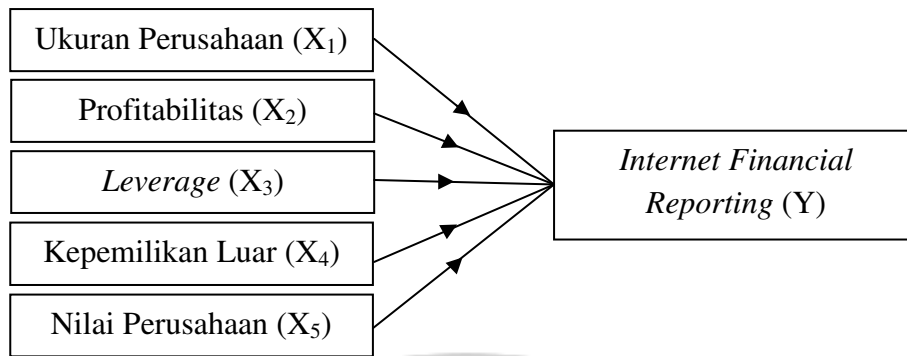 Ukuran Perusahaan (X₁)
Profitabilitas (X₂)
Leverage (X₃)
Kepemilikan Luar (X₄)
Nilai Perusahaan (X₅)
Internet Financial
Reporting (Y)